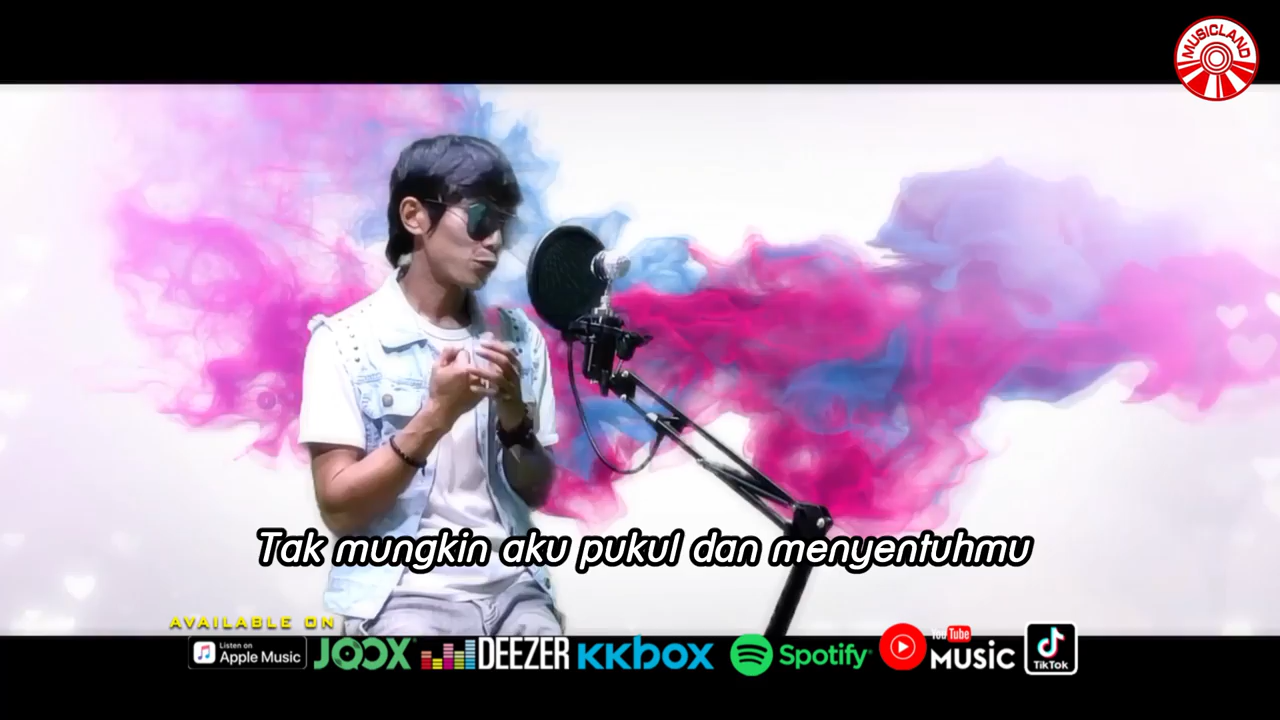 MUSICLAND
Tak mungkin aku pukul dan menyentuhmu
AVAILABLE ON
Listen on
Apple Music
JOOX
DEEZER
KKBOX
Spotify
YouTube
MUSIC
TikTok